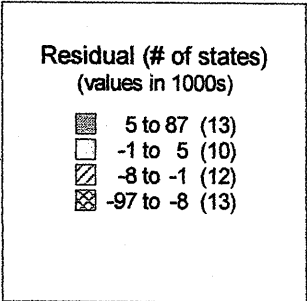 Residual (# of states)
(values in 1000s)
5 to 87 (13)
-1 to 5 (10)
-8 to -1 (12)
-97 to -8 (13)